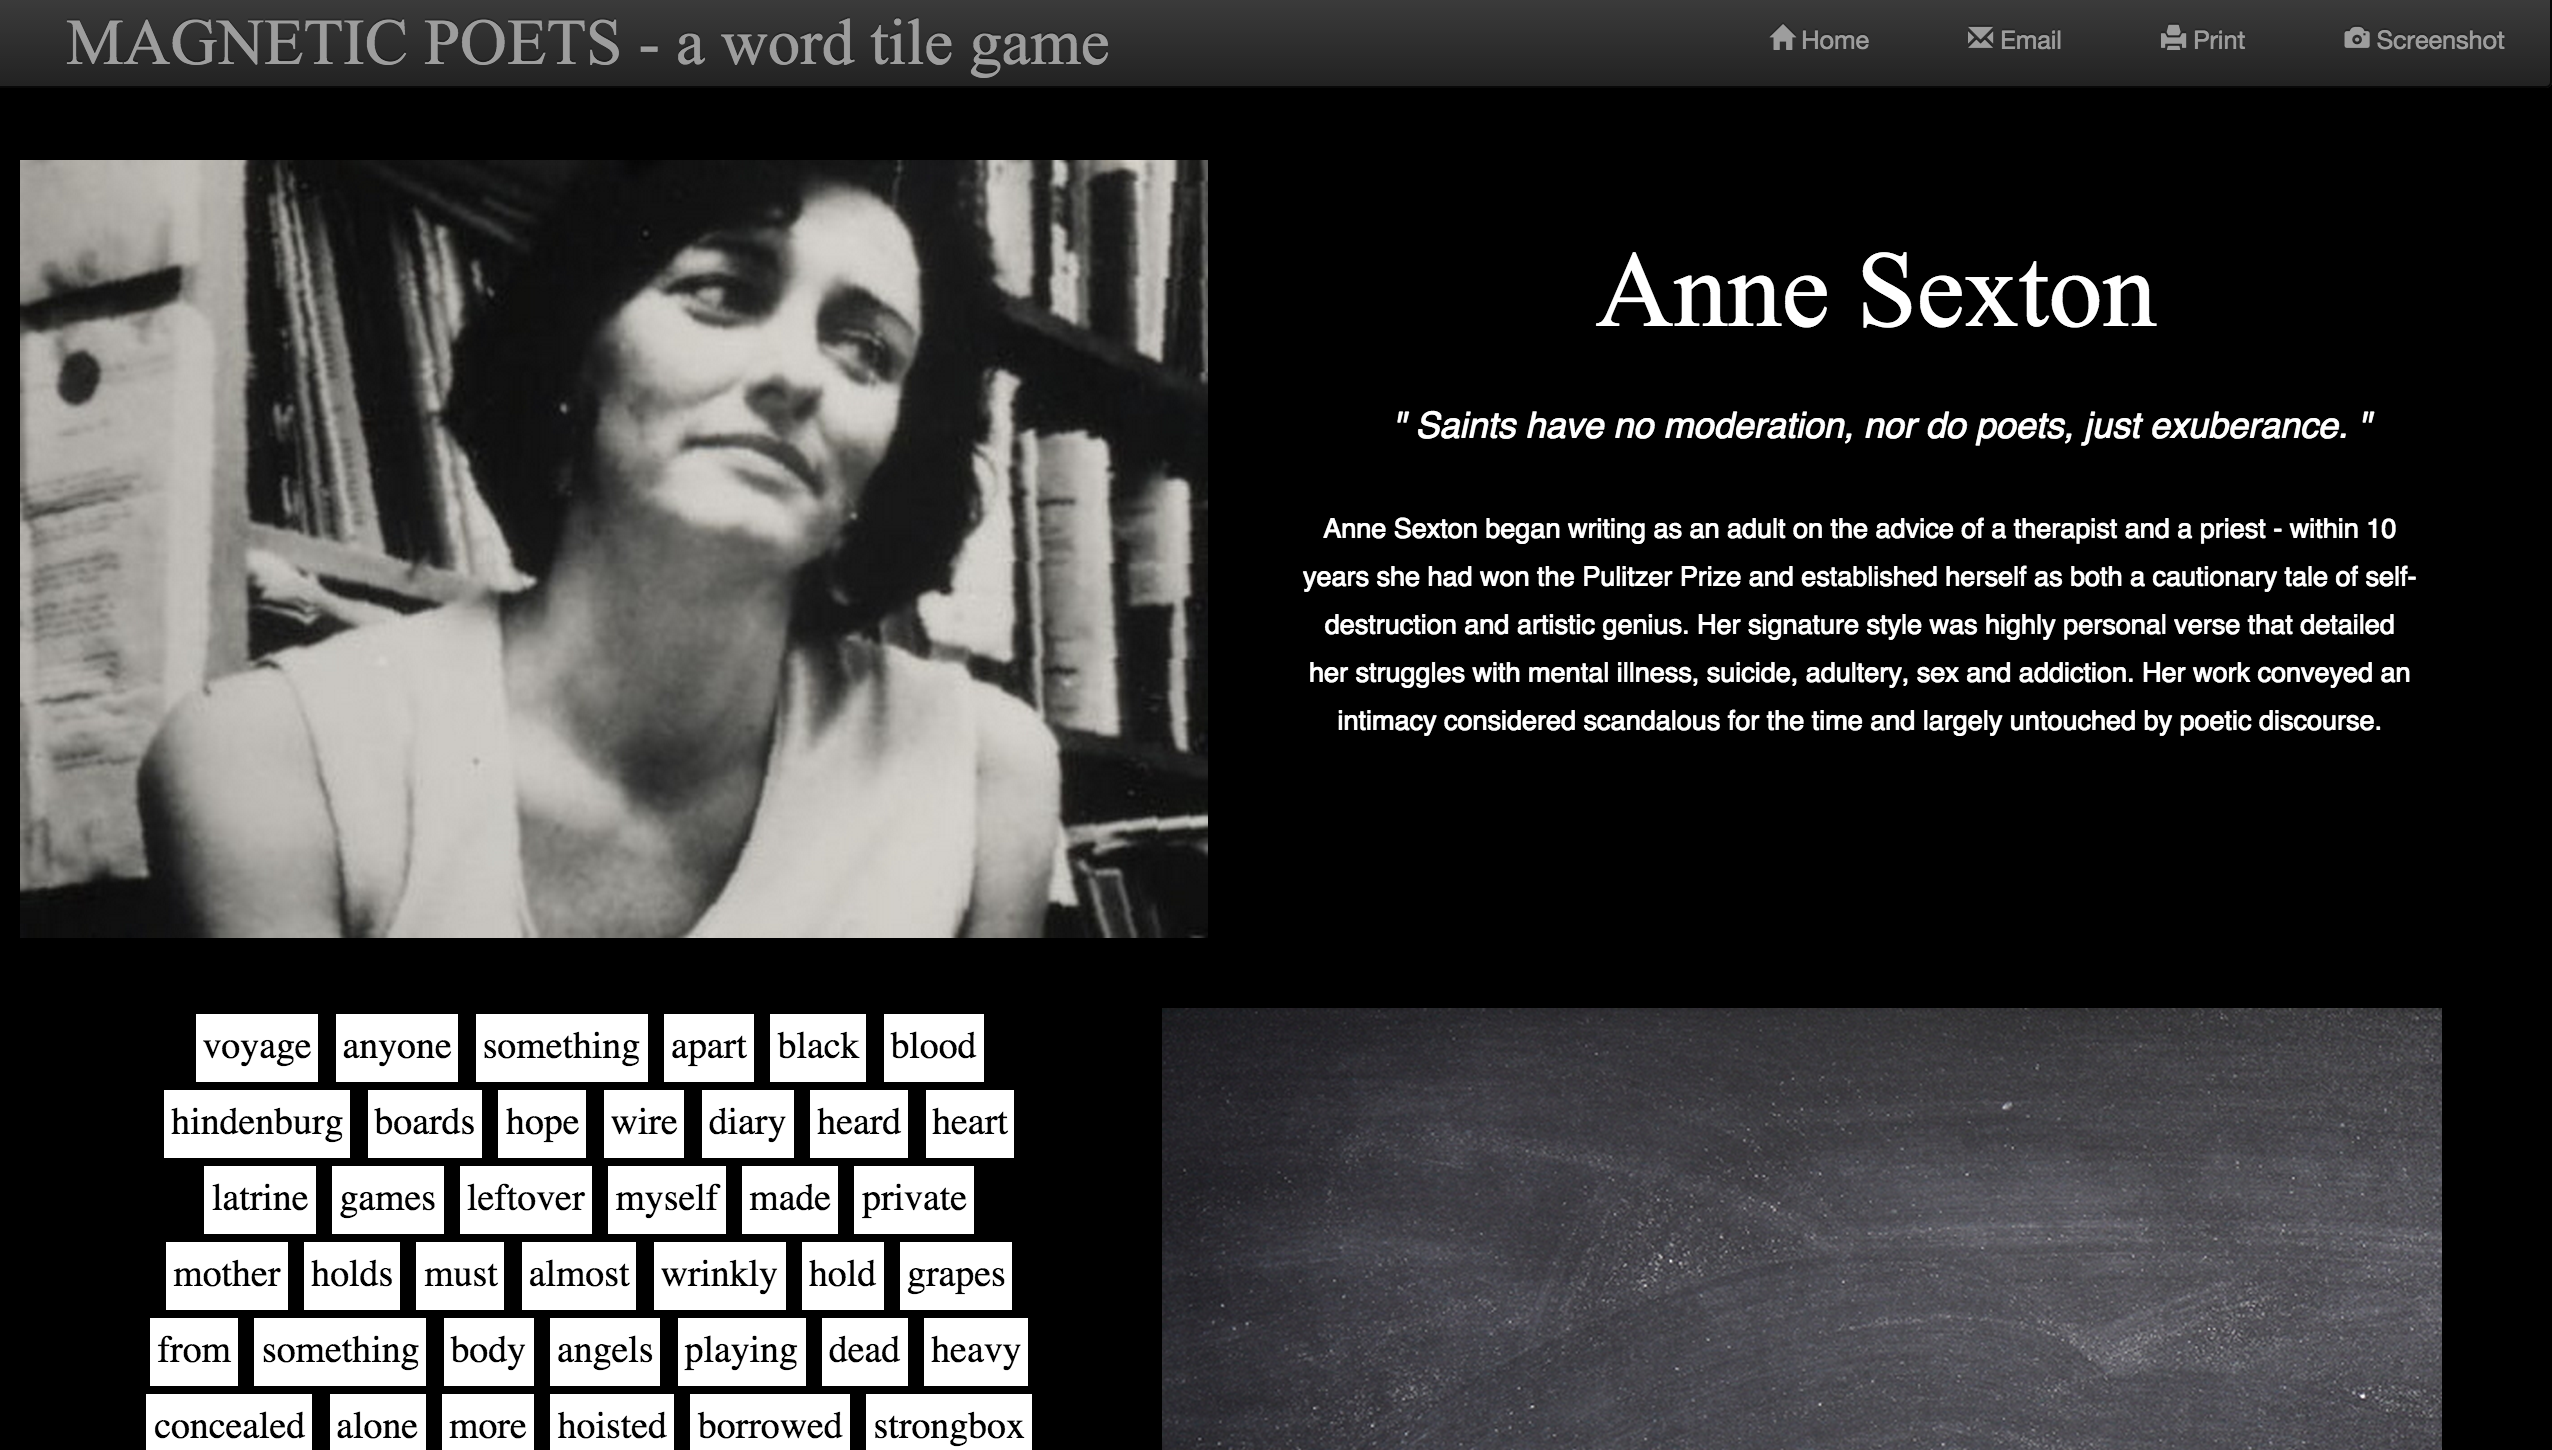 MAGNETIC POETS - a word tile game
Home Email Print Screenshot
Anne Sexton
" Saints have no moderation, nor do poets, just exuberance. "
Anne Sexton began writing as an adult on the advice of a therapist and a priest - within 10
years she had won the Pulitzer Prize and established herself as both a cautionary tale of self-
destruction and artistic genius. Her signature style was highly personal verse that detailed
her struggles with mental illness, suicide, adultery, sex and addiction. Her work conveyed an
intimacy considered scandalous for the time and largely untouched by poetic discourse.
voyage anyone something apart black blood
hindenburg boards hope wire diary heard heart
latrine games leftover myself made private
mother holds must almost wrinkly hold grapes
from something body angels playing dead heavy
concealed alone more hoisted borrowed strongbox